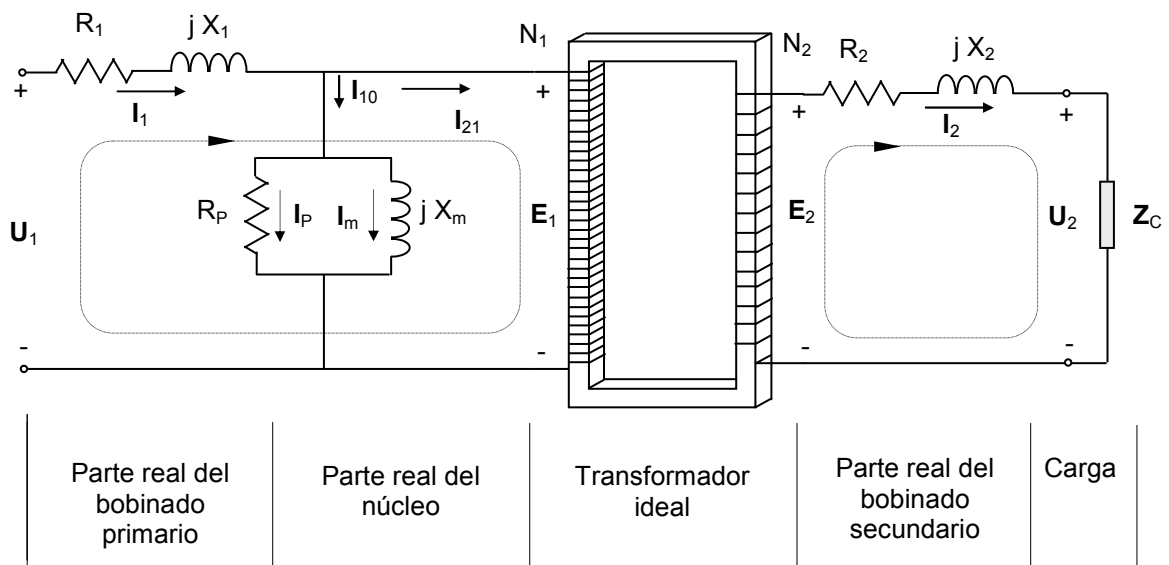 R1
j X1
N1
N2
R2
j X2
+
I1
I10
I21
+
+
I2
+
U1
RP
IP
Im
j Xm
E1
E2
U2
ZC
-
-
-
-
Parte real del
bobinado
primario
Parte real del
núcleo
Transformador
ideal
Parte real del
bobinado
secundario
Carga